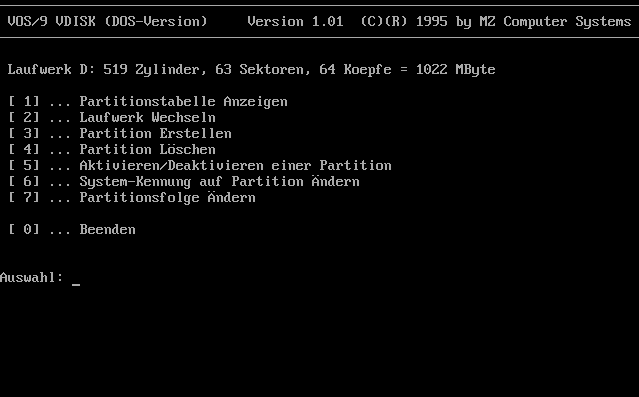 VOS/9 VDISK (DOS-Version)     Version 1.01  (C)(R) 1995 by MZ Computer Systems
Laufwerk D: 519 Zylinder, 63 Sektoren, 64 Koepfe = 1022 MByte
[ 1] ... Partitionstabelle Anzeigen
[ 2] ... Laufwerk Wechseln
[ 3] ... Partition Erstellen
[ 4] ... Partition Löschen
[ 5] ... Aktivieren/Deaktivieren einer Partition
[ 6] ... System-Kennung auf Partition Ändern
[ 7] ... Partitionsfolge Ändern
[ 0] ... Beenden
Auswahl: _